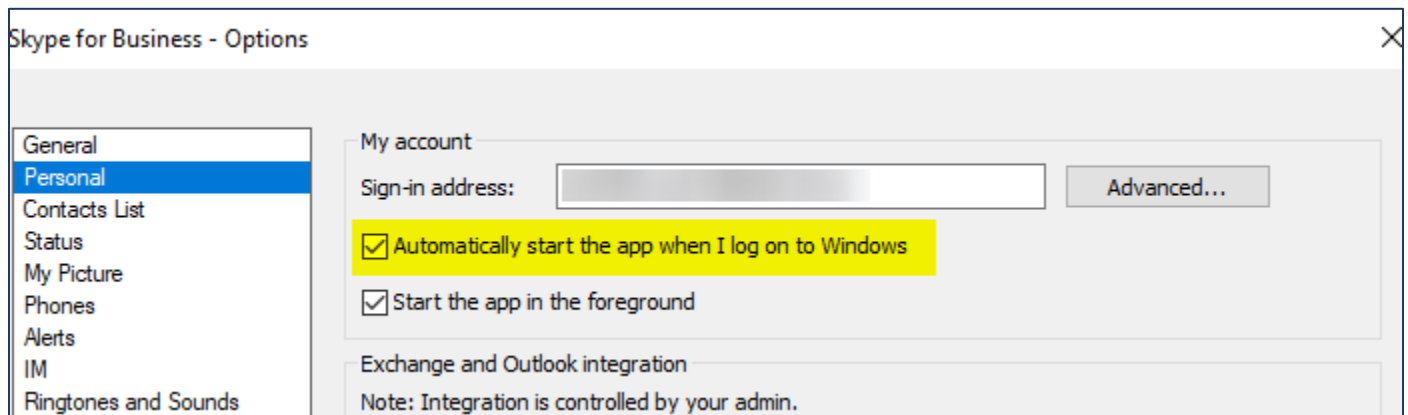 Skype for Business - Options
General
Personal
Contacts List
Status
My Picture
Phones
Alerts
IM
Ringtones and Sounds
My account
Sign-in address:
Advanced...
Automatically start the app when I log on to Windows
Start the app in the foreground
Exchange and Outlook integration
Note: Integration is controlled by your admin.